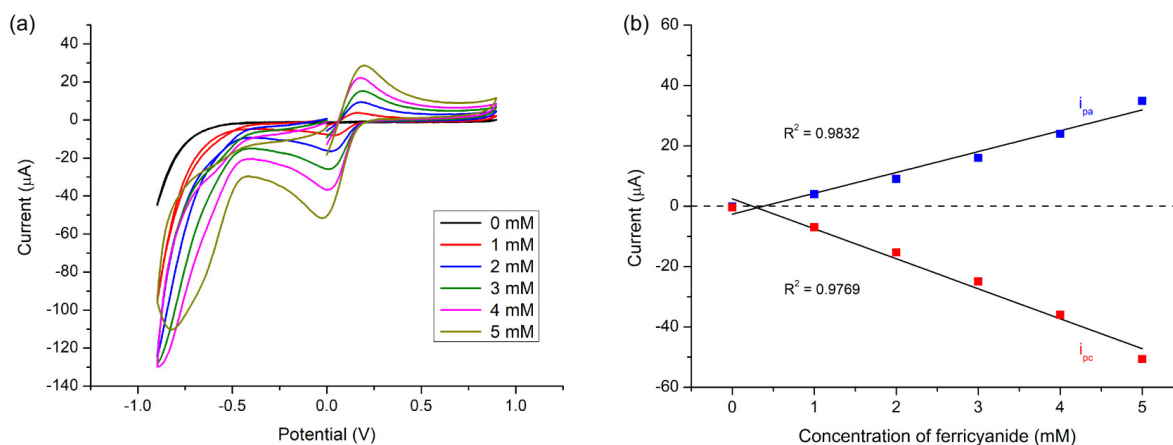 (a)
40
20
0
-20
-40
-60
-80
-100
-120
-140
Current (μA)
-1.0
-0.5
0.0
0.5
1.0
Potential (V)
0 mM
1 mM
2 mM
3 mM
4 mM
5 mM
(b)
60
40
20
0
-20
-40
-60
Current (μA)
R² = 0.9832
i_pa
R² = 0.9769
i_pc
0
1
2
3
4
5
Concentration of ferricyanide (mM)